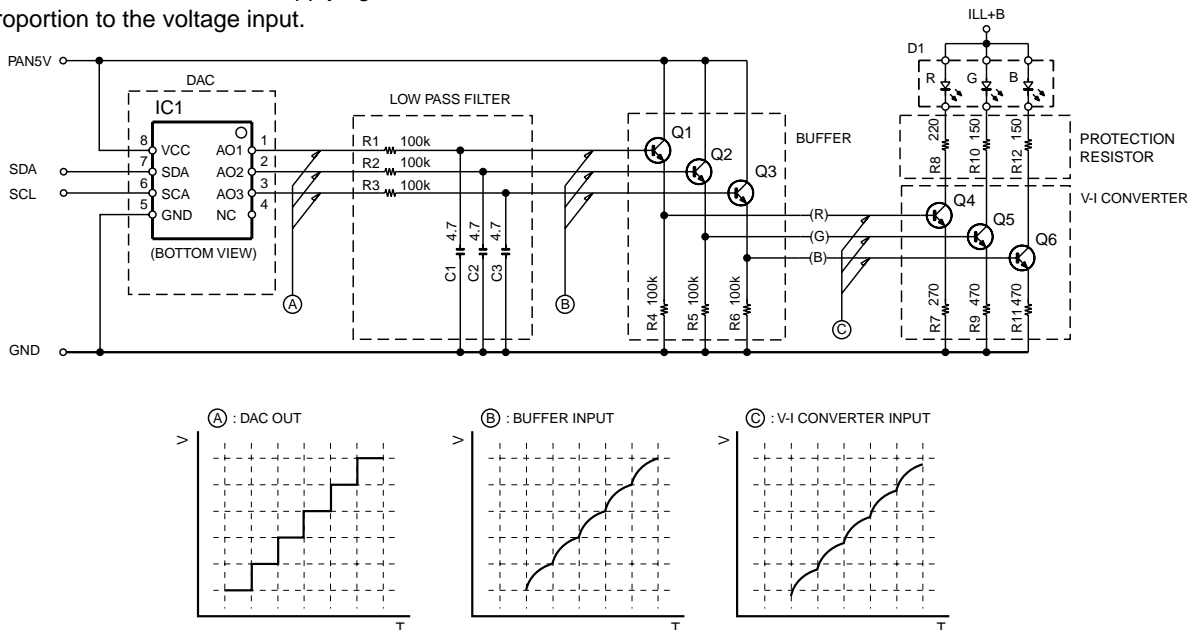 roportion to the voltage input.
ILL+B
PAN5V
D1
DAC
R G B
IC1
LOW PASS FILTER
BUFFER
PROTECTION
RESISTOR
V-I CONVERTER
8 VCC AO1 1
7 SDA AO2 2
6 SCA AO3 3
5 GND NC 4
(BOTTOM VIEW)
SDA
SCL
GND
R1 100k
R2 100k
R3 100k
C1 4.7
C2 4.7
C3 4.7
Q1
Q2
Q3
R4 100k
R5 100k
R6 100k
(R)
(G)
(B)
R8 220
R10 150
R12 150
Q4
Q5
Q6
R7 270
R9 470
R11 470
A
B
C
A : DAC OUT
V
T
B : BUFFER INPUT
V
T
C : V-I CONVERTER INPUT
V
T